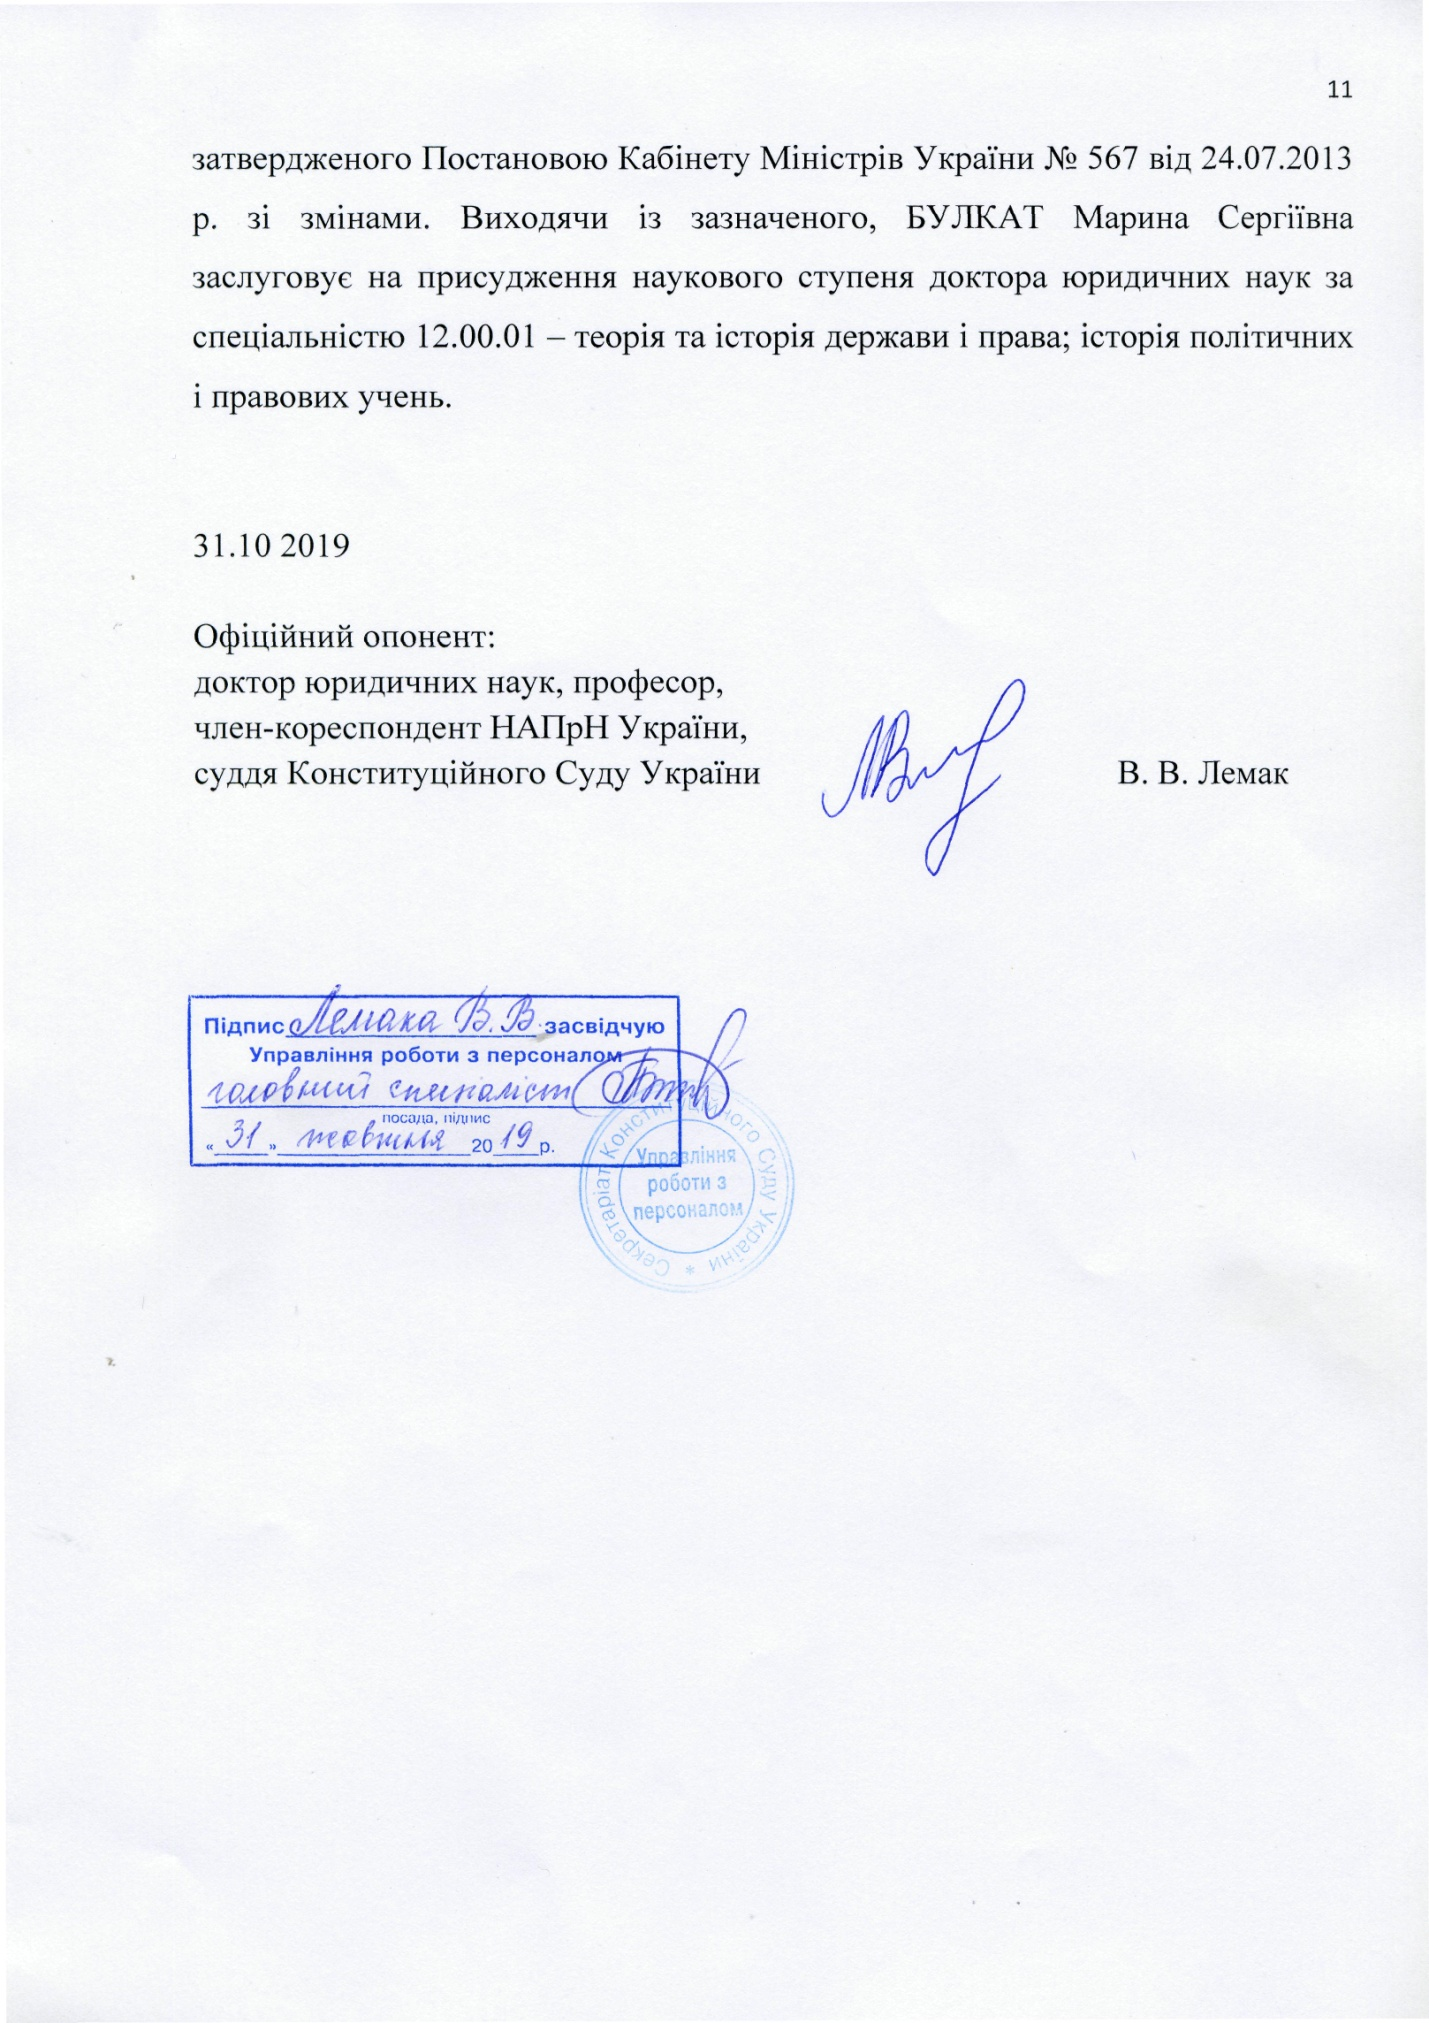 11
затвердженого Постановою Кабінету Міністрів України № 567 від 24.07.2013
р. зі змінами. Виходячи із зазначеного, БУЛКАТ Марина Сергіївна
заслуговує на присудження наукового ступеня доктора юридичних наук за
спеціальністю 12.00.01 – теорія та історія держави і права; історія політичних
і правових учень.
31.10 2019
Офіційний опонент:
доктор юридичних наук, професор,
член-кореспондент НАПрН України,
суддя Конституційного Суду України В. В. Лемак
Підпис Лемака В. В. засвідчую
Управління роботи з персоналом
головний спеціаліст
посада, підпис
« 31 » жовтня 2019 р.
Секретаріат Конституційного Суду України *
Управління
роботи з
персоналом